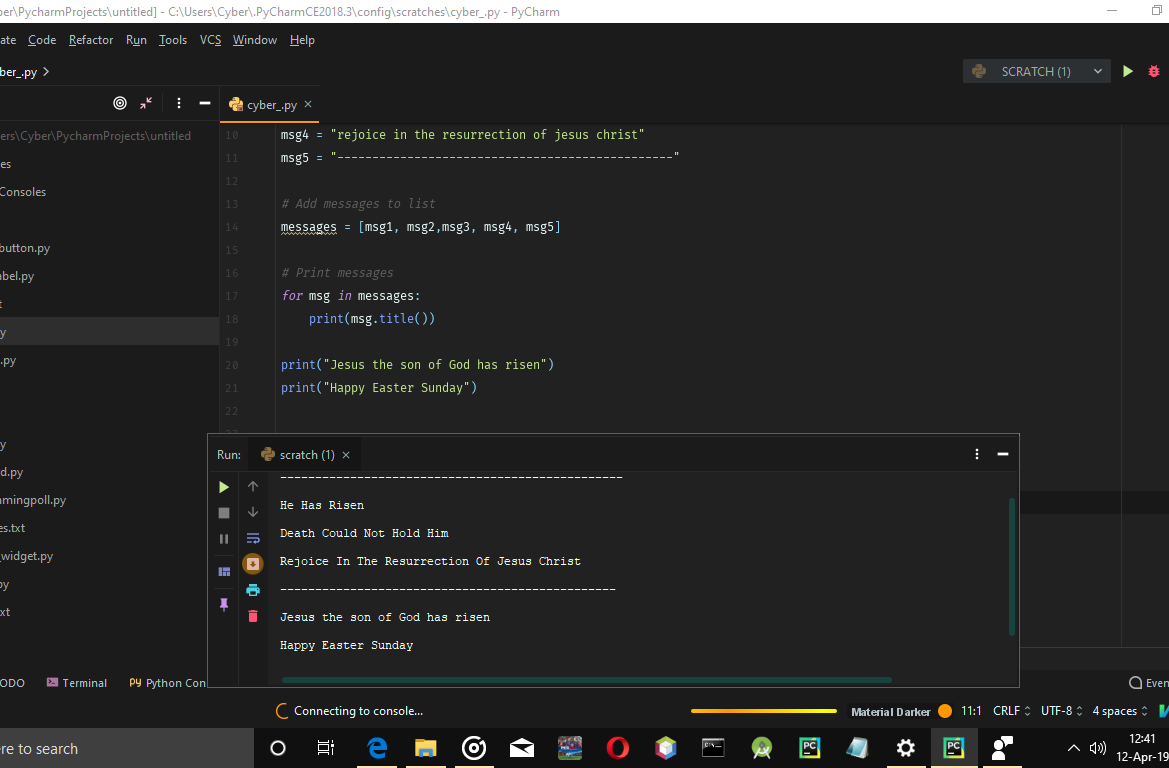 ber\PycharmProjects\untitled] - C:\Users\Cyber\.PyCharmCE2018.3\config\scratches\cyber_.py - PyCharm
ate Code Refactor Run Tools VCS Window Help
ber_.py
SCRATCH (1)
cyber_.py
ers\Cyber\PycharmProjects\untitled
es
Consoles
button.py
abel.py
t
y
.py
y
d.py
mmingpoll.py
es.txt
_widget.py
py
xt
10 msg4 = "rejoice in the resurrection of jesus christ"
11 msg5 = "------------------------------------------------"
12
13 # Add messages to list
14 messages = [msg1, msg2,msg3, msg4, msg5]
15
16 # Print messages
17 for msg in messages:
18 print(msg.title())
19
20 print("Jesus the son of God has risen")
21 print("Happy Easter Sunday")
22
Run: scratch (1)
-------------------------------------------------
He Has Risen
Death Could Not Hold Him
Rejoice In The Resurrection Of Jesus Christ
------------------------------------------------
Jesus the son of God has risen
Happy Easter Sunday
ODO Terminal Python Con
Even
Connecting to console...
Material Darker 11:1 CRLF UTF-8 4 spaces
ere to search
12:41
12-Apr-19